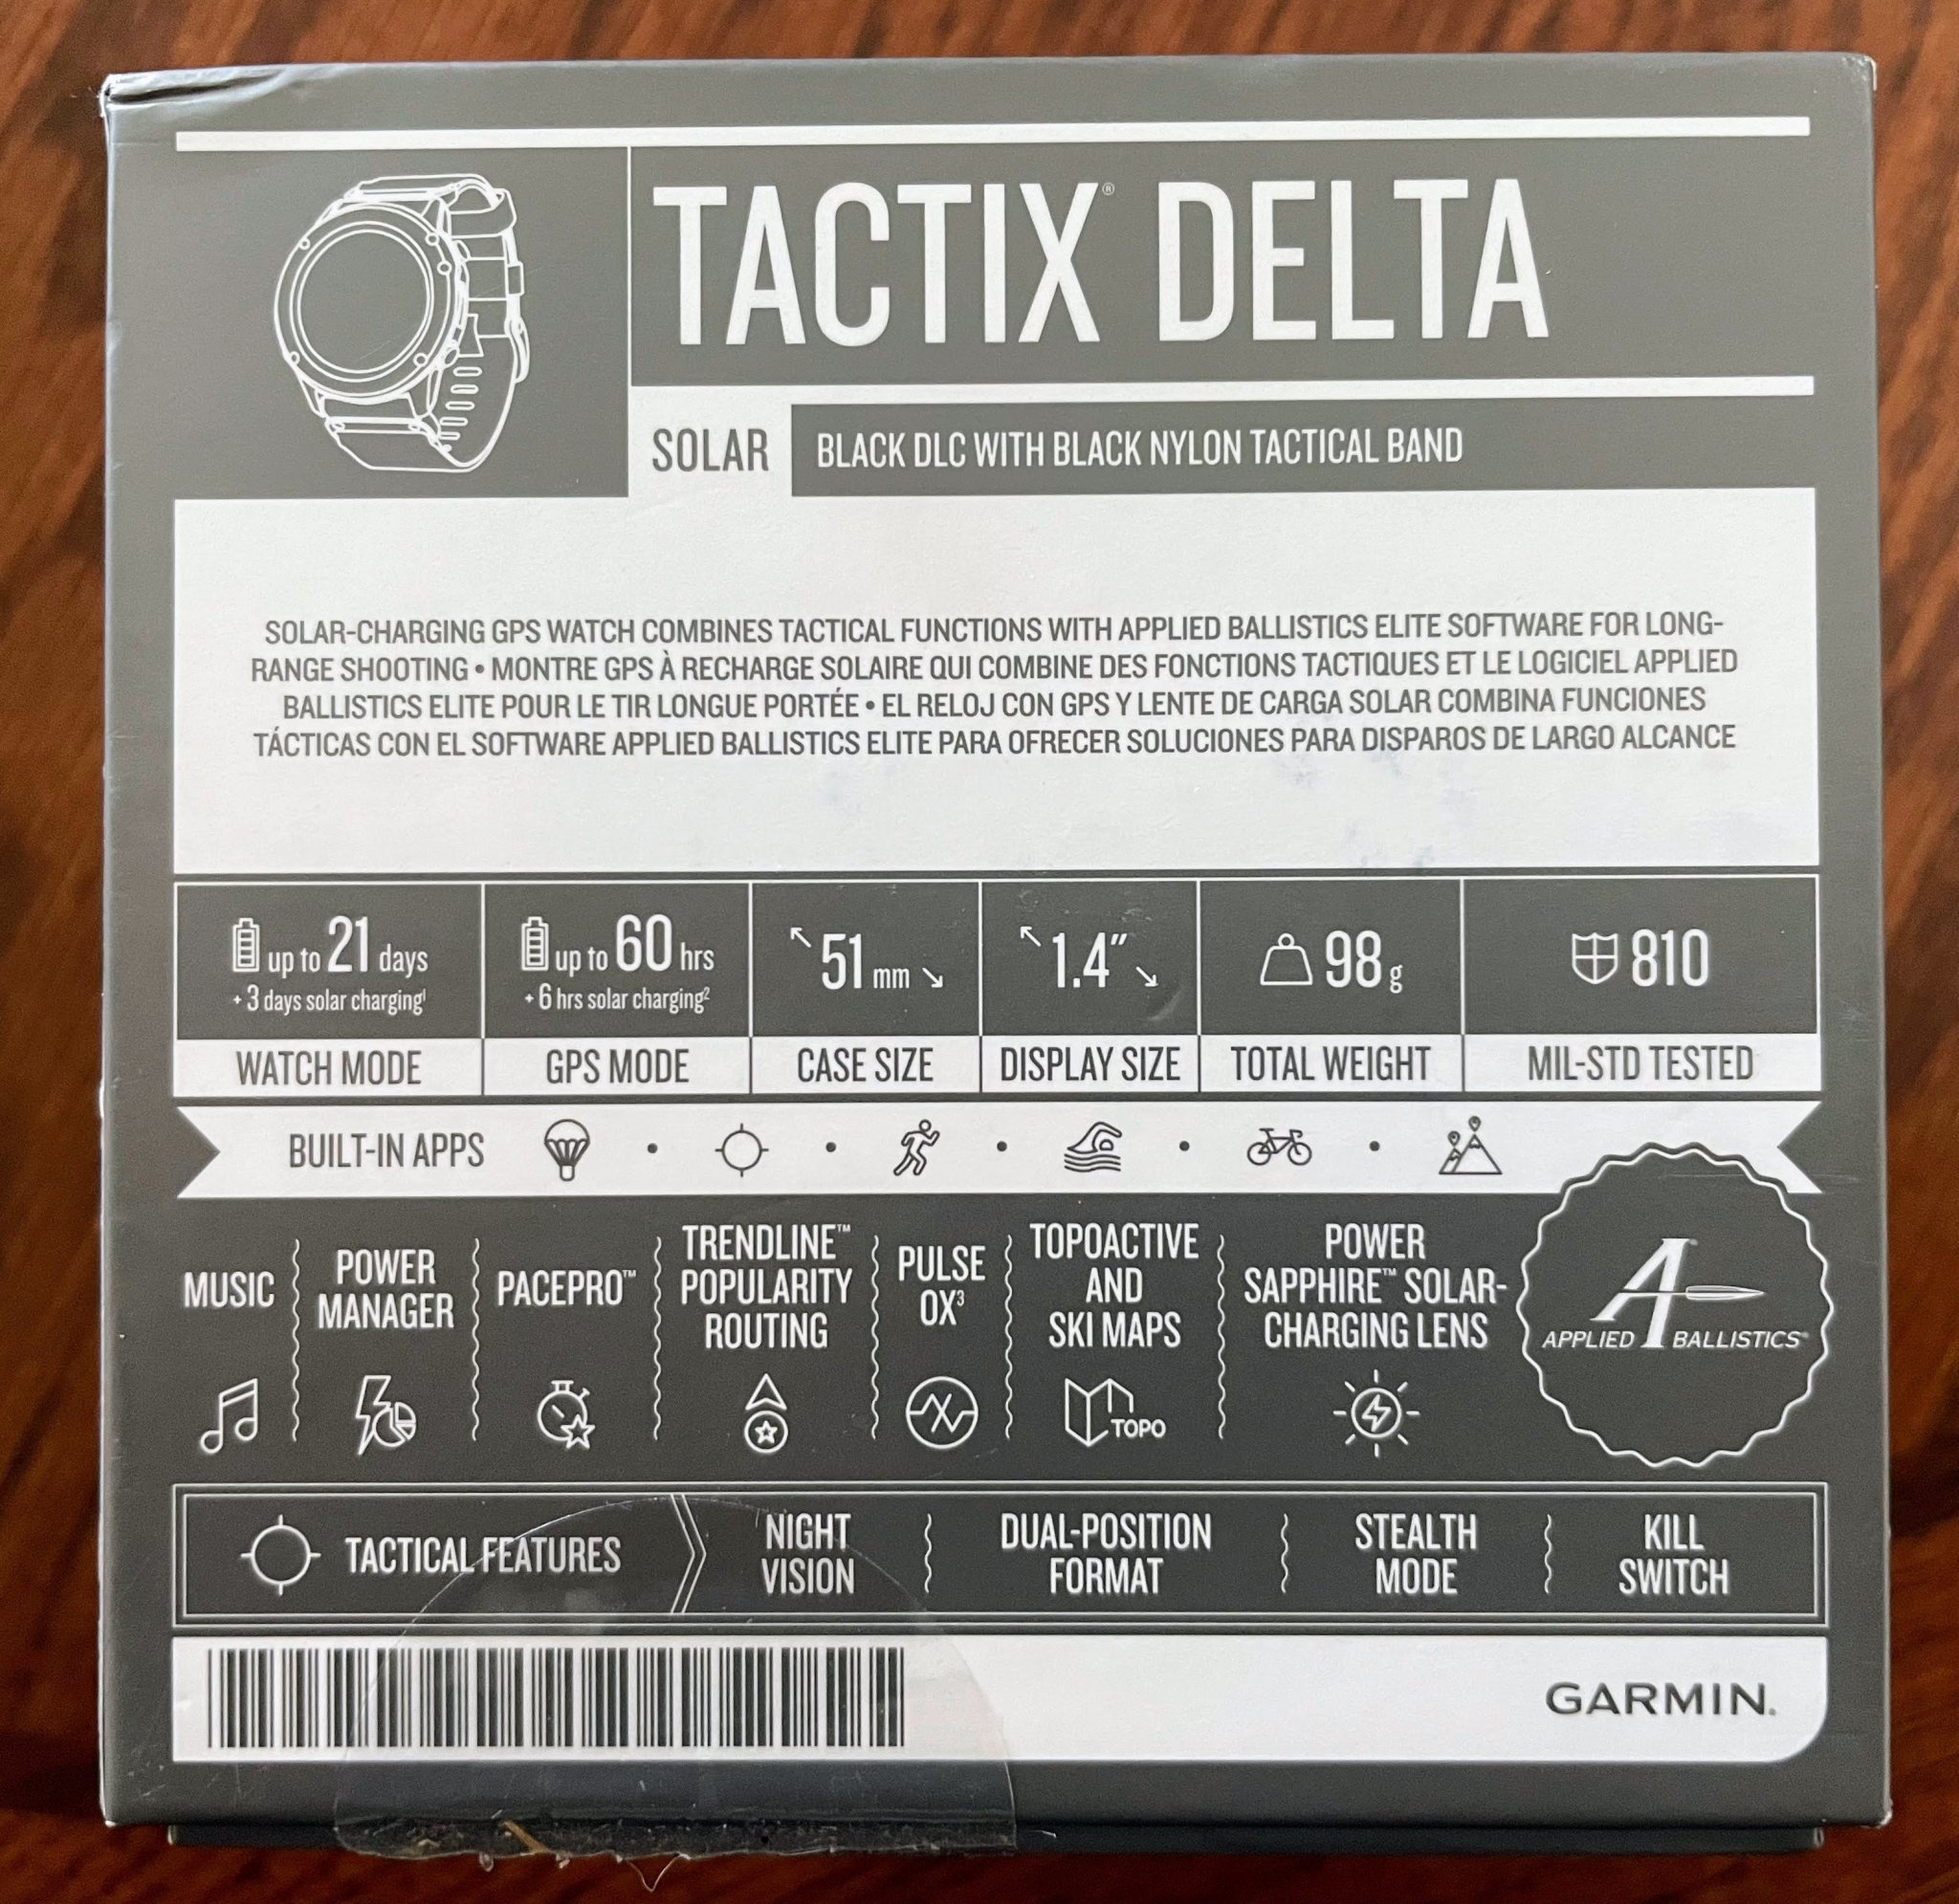 TACTIX® DELTA
SOLAR
BLACK DLC WITH BLACK NYLON TACTICAL BAND
SOLAR-CHARGING GPS WATCH COMBINES TACTICAL FUNCTIONS WITH APPLIED BALLISTICS ELITE SOFTWARE FOR LONG-
RANGE SHOOTING • MONTRE GPS À RECHARGE SOLAIRE QUI COMBINE DES FONCTIONS TACTIQUES ET LE LOGICIEL APPLIED
BALLISTICS ELITE POUR LE TIR LONGUE PORTÉE • EL RELOJ CON GPS Y LENTE DE CARGA SOLAR COMBINA FUNCIONES
TÁCTICAS CON EL SOFTWARE APPLIED BALLISTICS ELITE PARA OFRECER SOLUCIONES PARA DISPAROS DE LARGO ALCANCE
up to 21 days
+ 3 days solar charging¹
WATCH MODE
up to 60 hrs
+ 6 hrs solar charging²
GPS MODE
51 mm
CASE SIZE
1.4″
DISPLAY SIZE
98 g
TOTAL WEIGHT
810
MIL-STD TESTED
BUILT-IN APPS
MUSIC
POWER
MANAGER
PACEPRO™
TRENDLINE™
POPULARITY
ROUTING
PULSE
OX³
TOPOACTIVE
AND
SKI MAPS
TOPO
POWER
SAPPHIRE™ SOLAR-
CHARGING LENS
A
APPLIED BALLISTICS®
TACTICAL FEATURES
NIGHT
VISION
DUAL-POSITION
FORMAT
STEALTH
MODE
KILL
SWITCH
GARMIN®